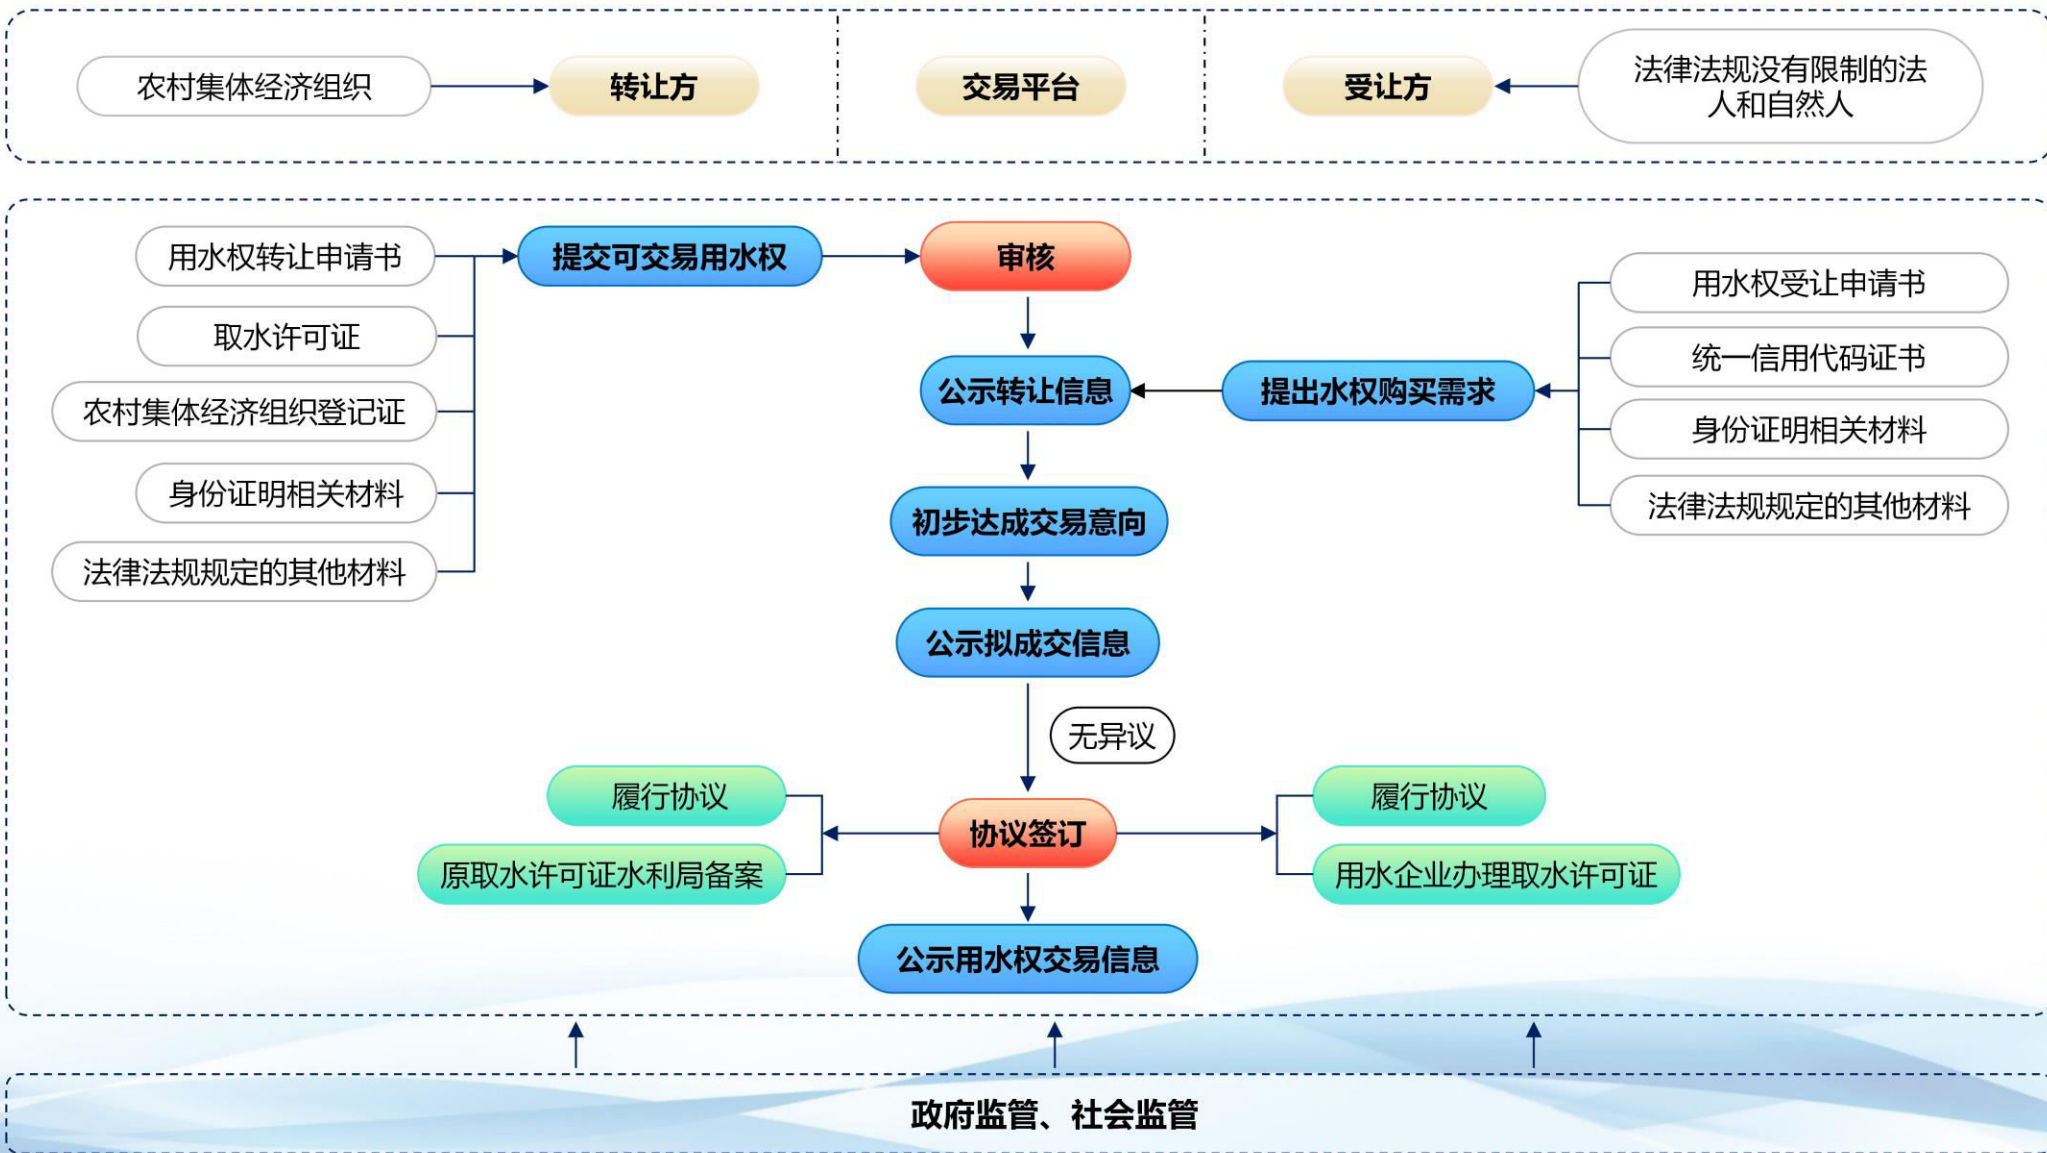 农村集体经济组织
转让方
交易平台
受让方
法律法规没有限制的法
人和自然人
用水权转让申请书
取水许可证
农村集体经济组织登记证
身份证明相关材料
法律法规规定的其他材料
提交可交易用水权
审核
公示转让信息
提出水权购买需求
用水权受让申请书
统一信用代码证书
身份证明相关材料
法律法规规定的其他材料
初步达成交易意向
公示拟成交信息
无异议
履行协议
原取水许可证水利局备案
协议签订
履行协议
用水企业办理取水许可证
公示用水权交易信息
政府监管、社会监管